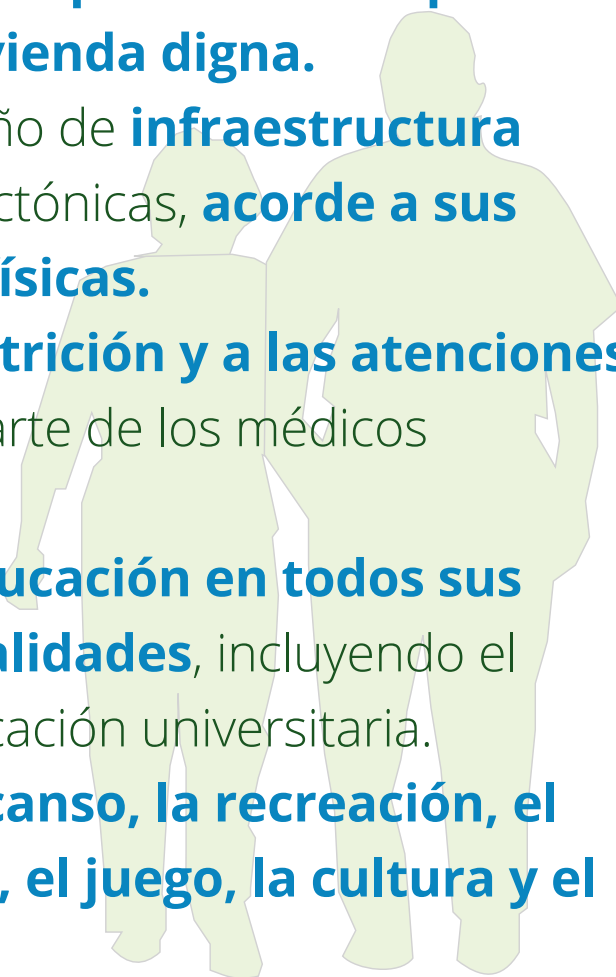 vienda digna.
ño de infraestructura
ctónicas, acorde a sus
ísicas.
trición y a las atenciones
arte de los médicos
ucación en todos sus
alidades, incluyendo el
cación universitaria.
canso, la recreación, el
, el juego, la cultura y el